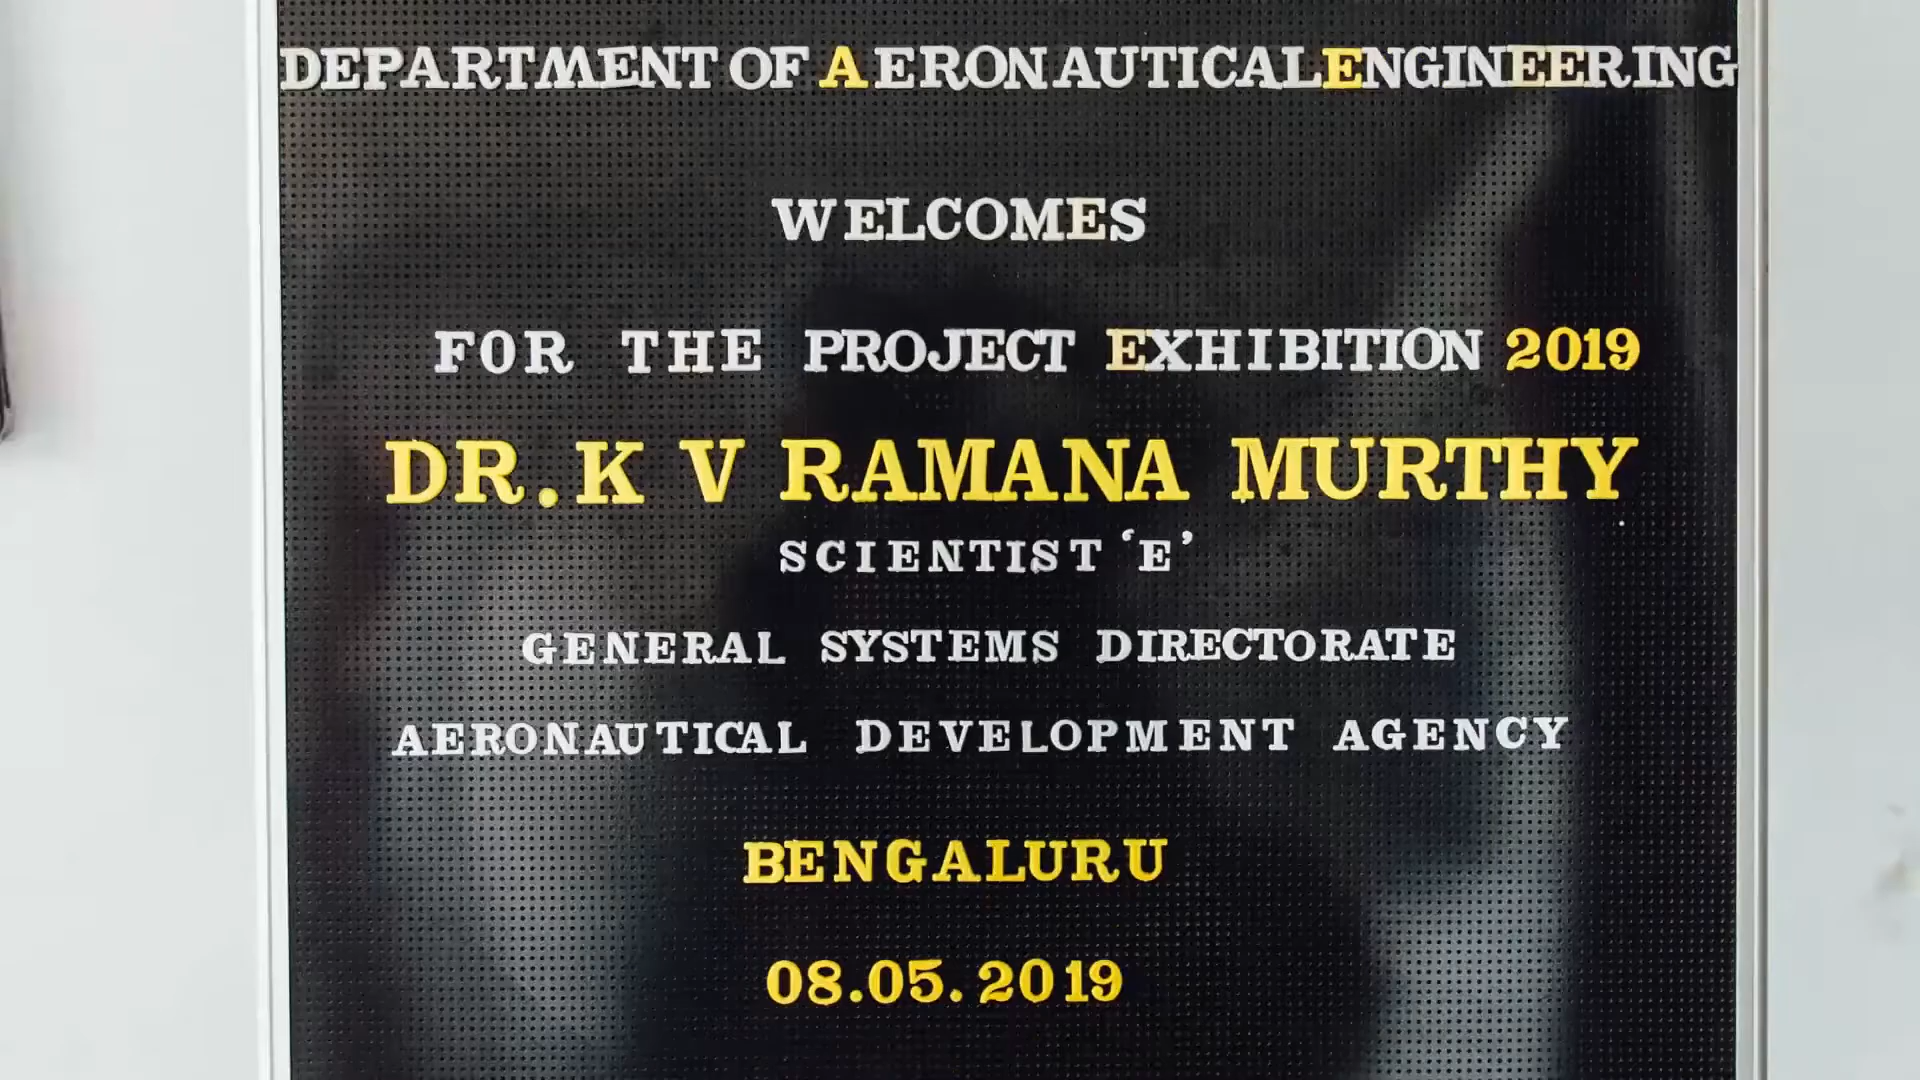 DEPARTMENT OF AERONAUTICAL ENGINEERING
WELCOMES
FOR THE PROJECT EXHIBITION 2019
DR.K V RAMANA MURTHY
SCIENTIST ‘E’
GENERAL SYSTEMS DIRECTORATE
AERONAUTICAL DEVELOPMENT AGENCY
BENGALURU
08.05.2019